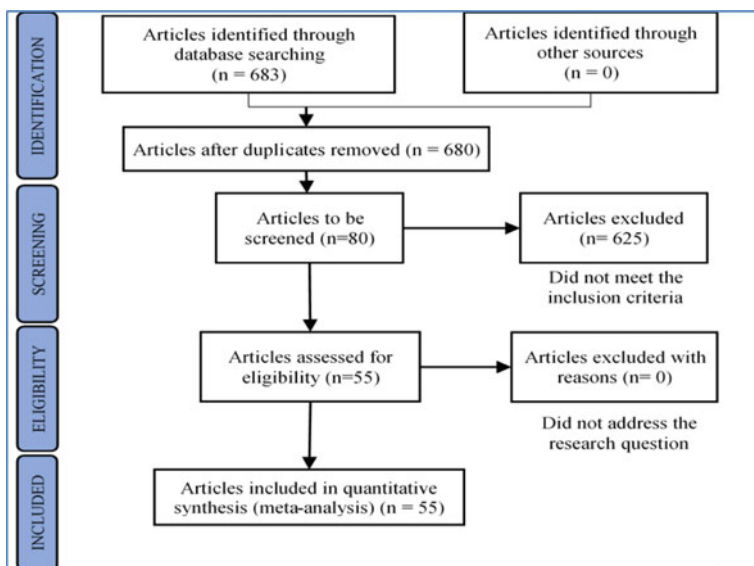 IDENTIFICATION
Articles identified through
database searching
(n = 683)
Articles identified through
other sources
(n = 0)
Articles after duplicates removed (n = 680)
SCREENING
Articles to be
screened (n=80)
Articles excluded
(n= 625)
Did not meet the
inclusion criteria
ELIGIBILITY
Articles assessed for
eligibility (n=55)
Articles excluded with
reasons (n= 0)
Did not address the
research question
INCLUDED
Articles included in quantitative
synthesis (meta-analysis) (n = 55)